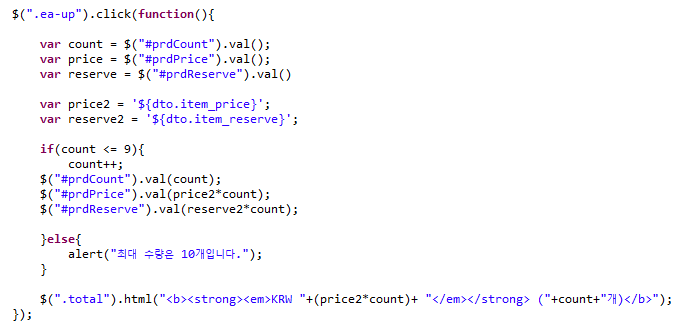 $(".ea-up").click(function(){
var count = $("#prdCount").val();
var price = $("#prdPrice").val();
var reserve = $("#prdReserve").val()
var price2 = '${dto.item_price}';
var reserve2 = '${dto.item_reserve}';
if(count <= 9){
count++;
$("#prdCount").val(count);
$("#prdPrice").val(price2*count);
$("#prdReserve").val(reserve2*count);
}else{
alert("최대 수량은 10개입니다.");
}
$(".total").html("<b><strong><em>KRW "+(price2*count)+ "</em></strong> ("+count+"개)</b>");
});